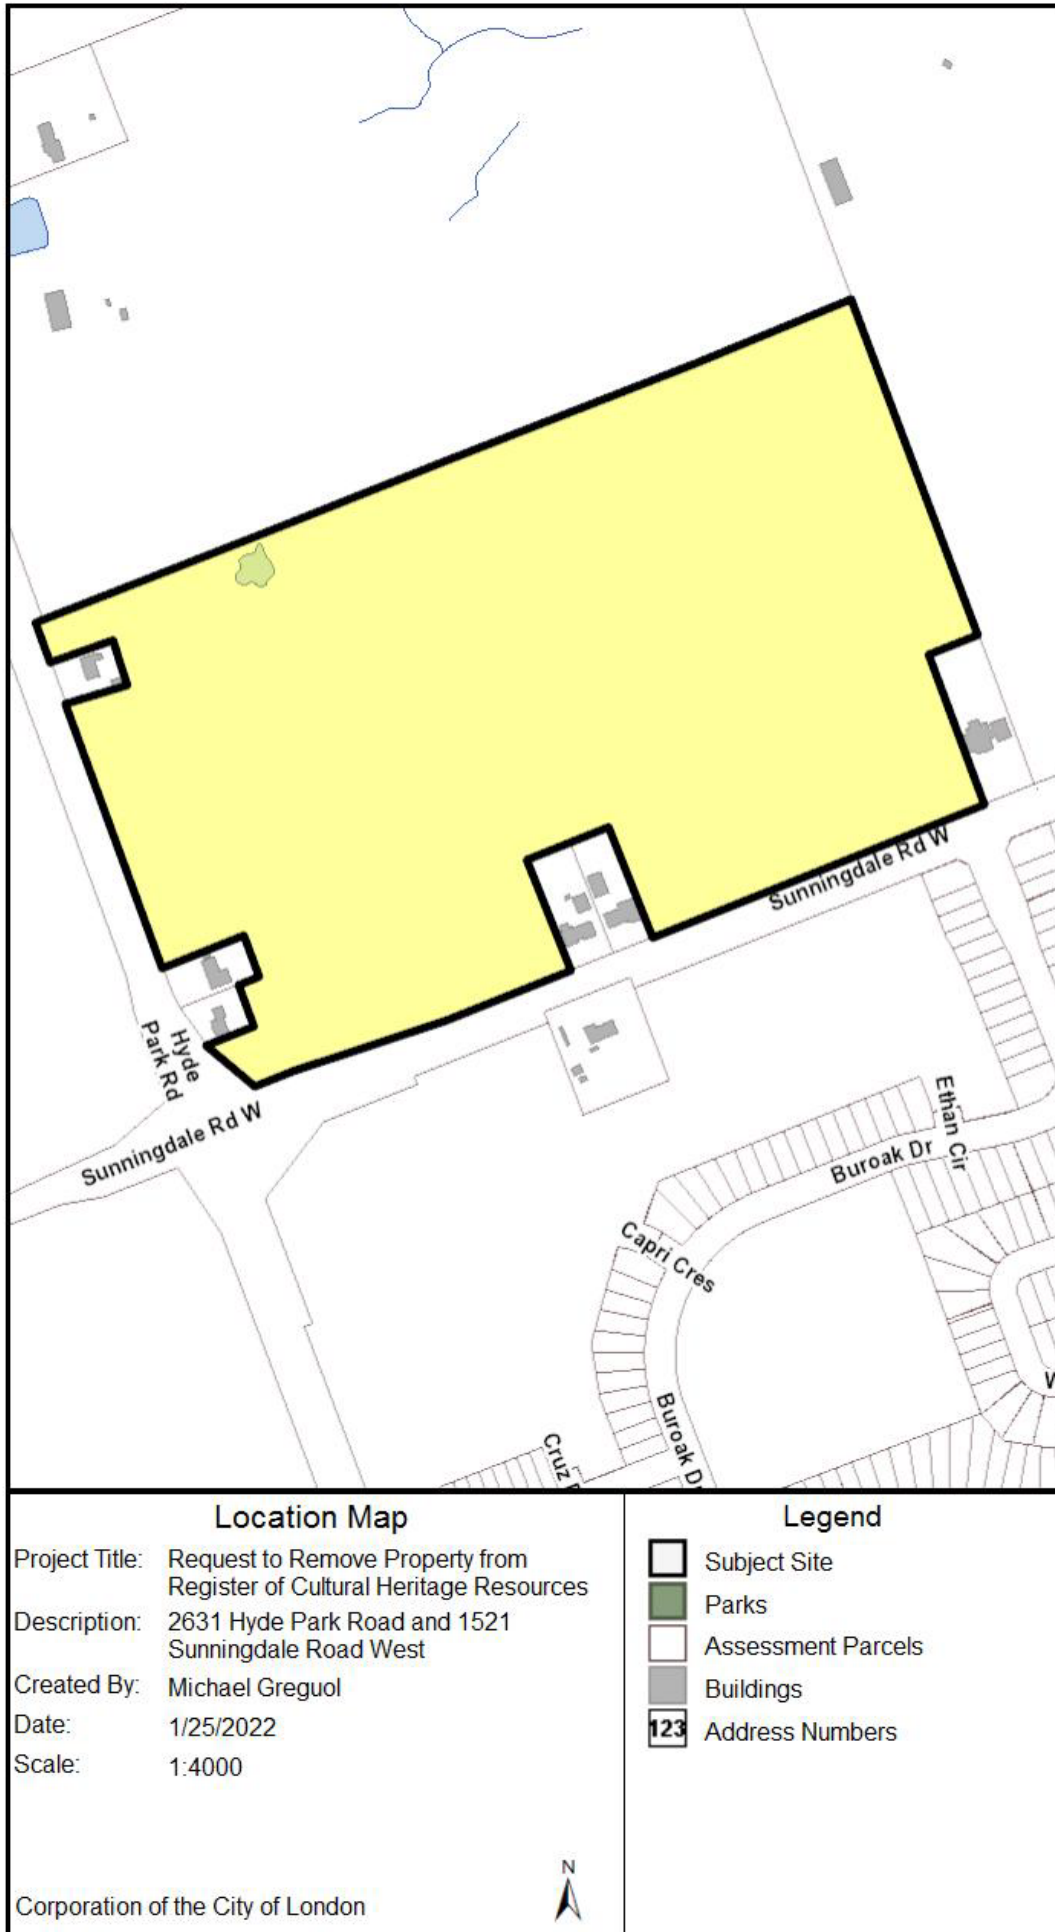 Sunningdale Rd W
Hyde
Park Rd
Sunningdale Rd W
Ethan Cir
Buroak Dr
Capri Cres
Buroak Dr
Cruz
Location Map
Project Title: Request to Remove Property from
Register of Cultural Heritage Resources
Description: 2631 Hyde Park Road and 1521
Sunningdale Road West
Created By: Michael Greguol
Date: 1/25/2022
Scale: 1:4000
N
Corporation of the City of London
Legend
Subject Site
Parks
Assessment Parcels
Buildings
123 Address Numbers